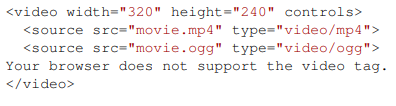 <video width="320" height="240" controls>
  <source src="movie.mp4" type="video/mp4">
  <source src="movie.ogg" type="video/ogg">
Your browser does not support the video tag.
</video>